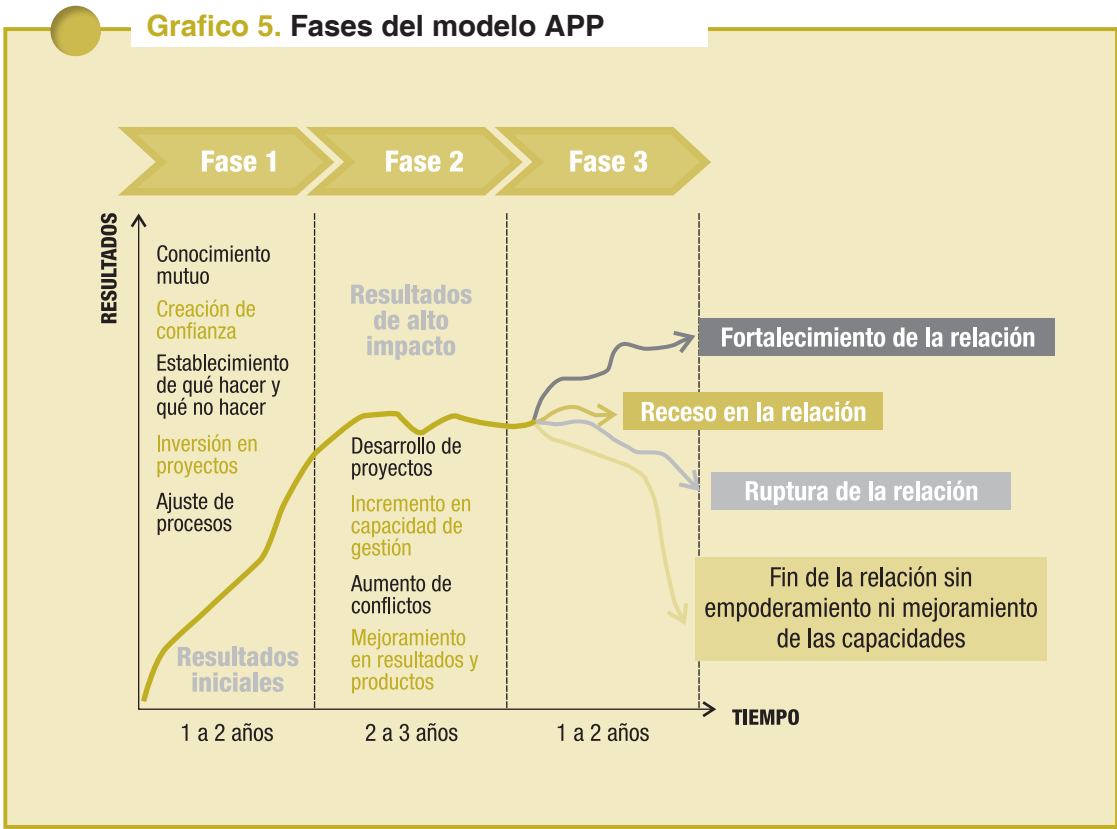 Grafico 5. Fases del modelo APP
Fase 1
Fase 2
Fase 3
RESULTADOS
Conocimiento
mutuo
Creación de
confianza
Establecimiento
de qué hacer y
qué no hacer
Inversión en
proyectos
Ajuste de
procesos
Resultados
iniciales
Resultados
de alto
impacto
Desarrollo de
proyectos
Incremento en
capacidad de
gestión
Aumento de
conflictos
Mejoramiento
en resultados y
productos
Fortalecimiento de la relación
Receso en la relación
Ruptura de la relación
Fin de la relación sin
empoderamiento ni mejoramiento
de las capacidades
1 a 2 años
2 a 3 años
1 a 2 años
TIEMPO